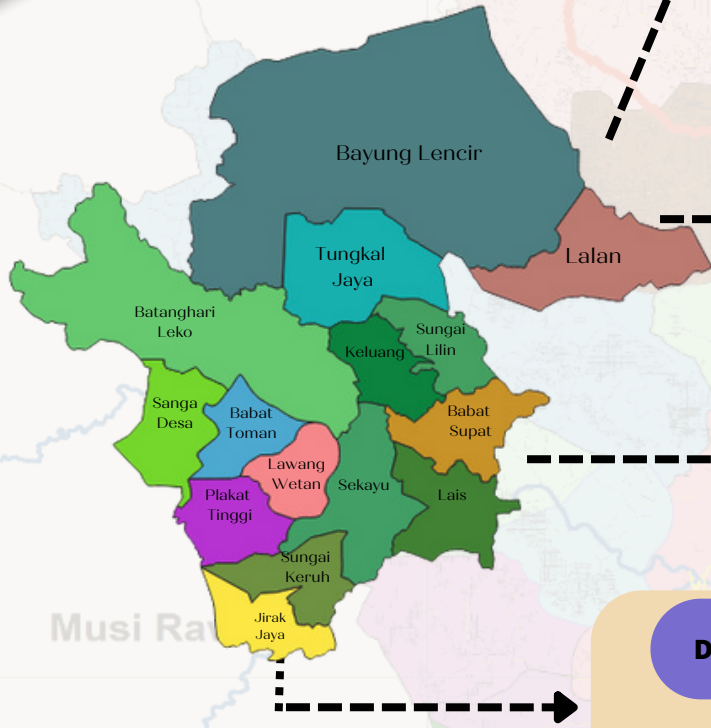 Bayung Lencir
Tungkal
Jaya
Lalan
Batanghari
Leko
Sungai
Lilin
Keluang
Sanga
Desa
Babat
Toman
Babat
Supat
Lawang
Wetan
Sekayu
Lais
Plakat
Tinggi
Sungai
Keruh
Jirak
Jaya
Musi Ra
D